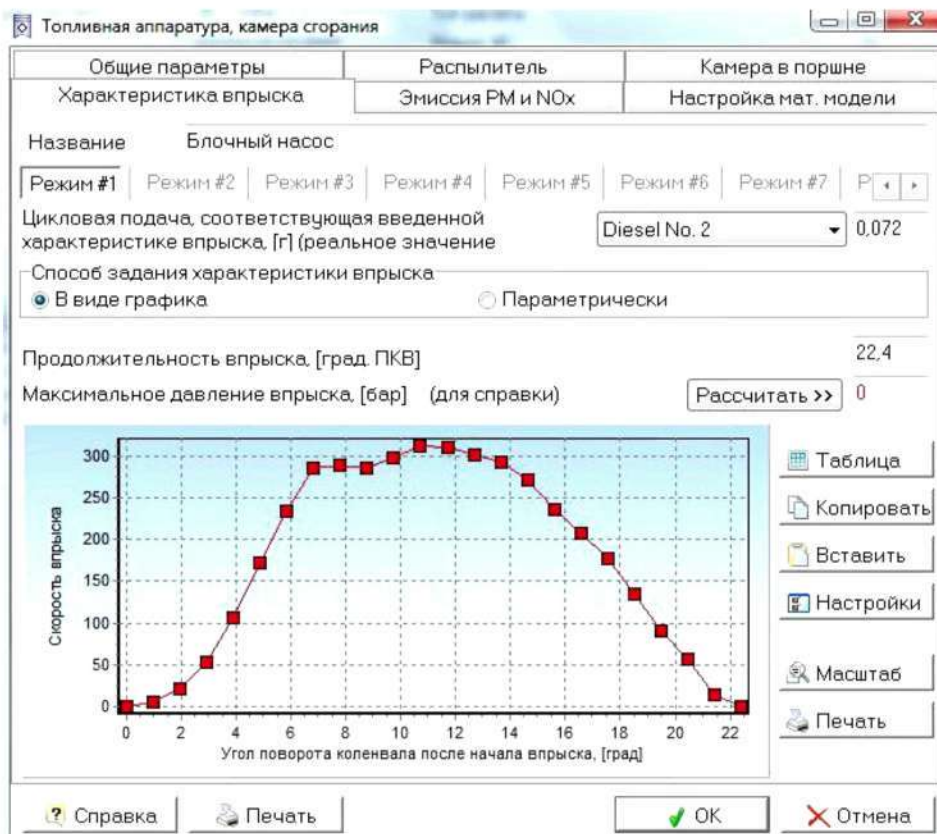 Топливная аппаратура, камера сгорания
Общие параметры
Распылитель
Камера в поршне
Характеристика впрыска
Эмиссия PM и NOx
Настройка мат. модели
Название
Блочный насос
Режим #1
Режим #2
Режим #3
Режим #4
Режим #5
Режим #6
Режим #7
Р
Цикловая подача, соответствующая введенной
характеристике впрыска, [г] (реальное значение
Diesel No. 2
0,072
Способ задания характеристики впрыска
В виде графика
Параметрически
Продолжительность впрыска, [град. ПКВ]
22,4
Максимальное давление впрыска, [бар] (для справки)
Рассчитать >>
0
300
250
200
150
100
50
0
Скорость впрыска
0 2 4 6 8 10 12 14 16 18 20 22
Угол поворота коленвала после начала впрыска, [град]
Таблица
Копировать
Вставить
Настройки
Масштаб
Печать
? Справка
Печать
OK
Отмена